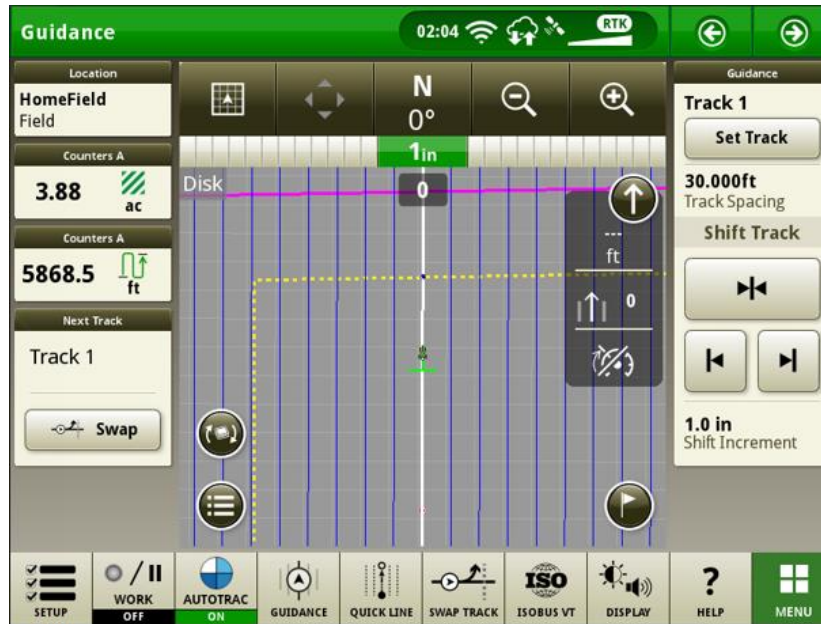 Guidance
02:04
RTK
Location
HomeField
Field
Counters A
3.88
ac
Counters A
5868.5
ft
Next Track
Track 1
Swap
N
0°
1in
Disk
0
---
ft
0
Guidance
Track 1
Set Track
30.000ft
Track Spacing
Shift Track
1.0 in
Shift Increment
SETUP
WORK
OFF
AUTOTRAC
ON
GUIDANCE
QUICK LINE
SWAP TRACK
ISO
ISOBUS VT
DISPLAY
?
HELP
MENU